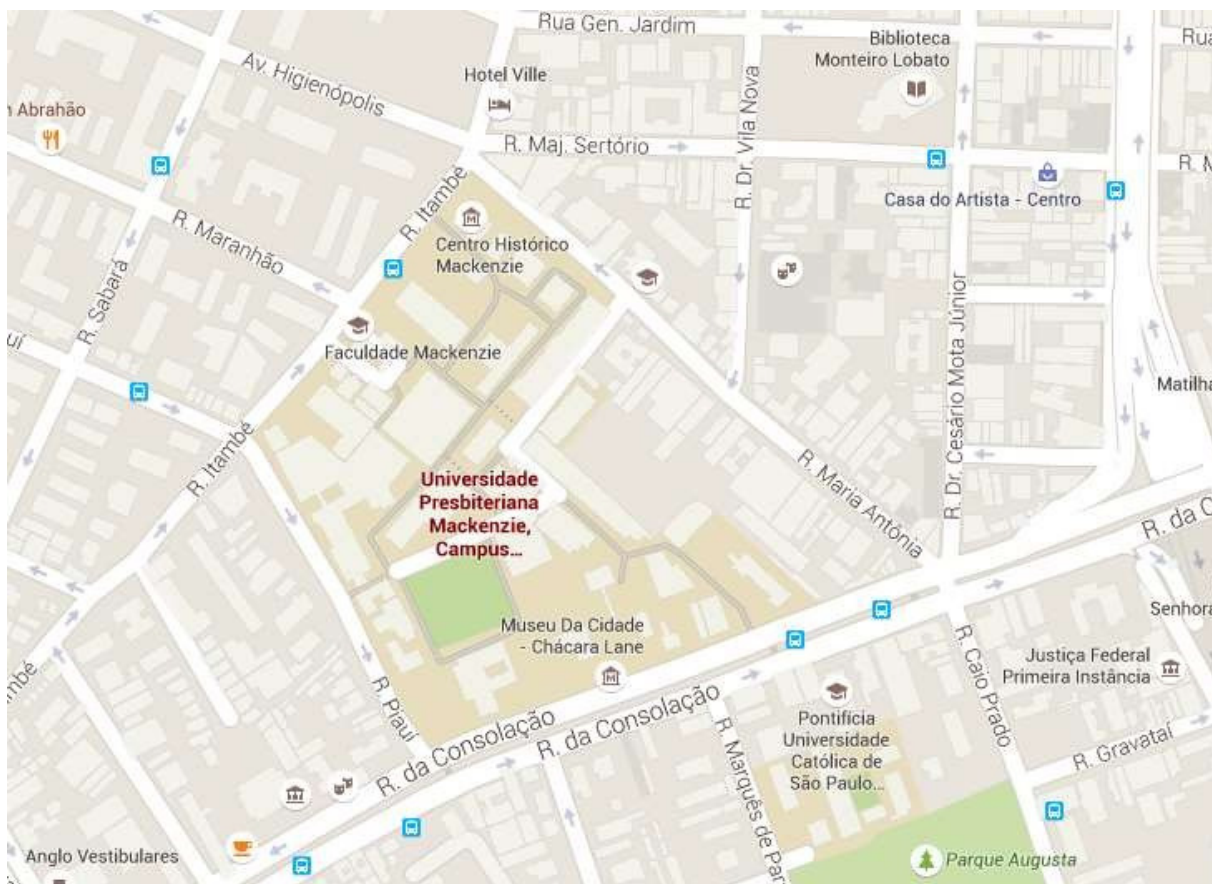 Rua Gen. Jardim
Biblioteca
Monteiro Lobato
Rua
Av. Higienópolis
Hotel Ville
Abrahão
R. Maj. Sertório
R. Dr. Vila Nova
Casa do Artista - Centro
R. Itambé
Centro Histórico
Mackenzie
R. Maranhão
R. Sabará
Faculdade Mackenzie
R. Dr. Cesário Mota Júnior
Matilha
R. Itambé
Universidade
Presbiteriana
Mackenzie,
Campus...
R. Maria Antônia
R. da C
Museu Da Cidade
- Chácara Lane
Senhora
Justiça Federal
Primeira Instância
R. Caio Prado
R. Piauí
R. da Consolação
R. da Consolação
Pontifícia
Universidade
Católica de
São Paulo...
R. Marquês de Par
R. Gravataí
Anglo Vestibulares
Parque Augusta